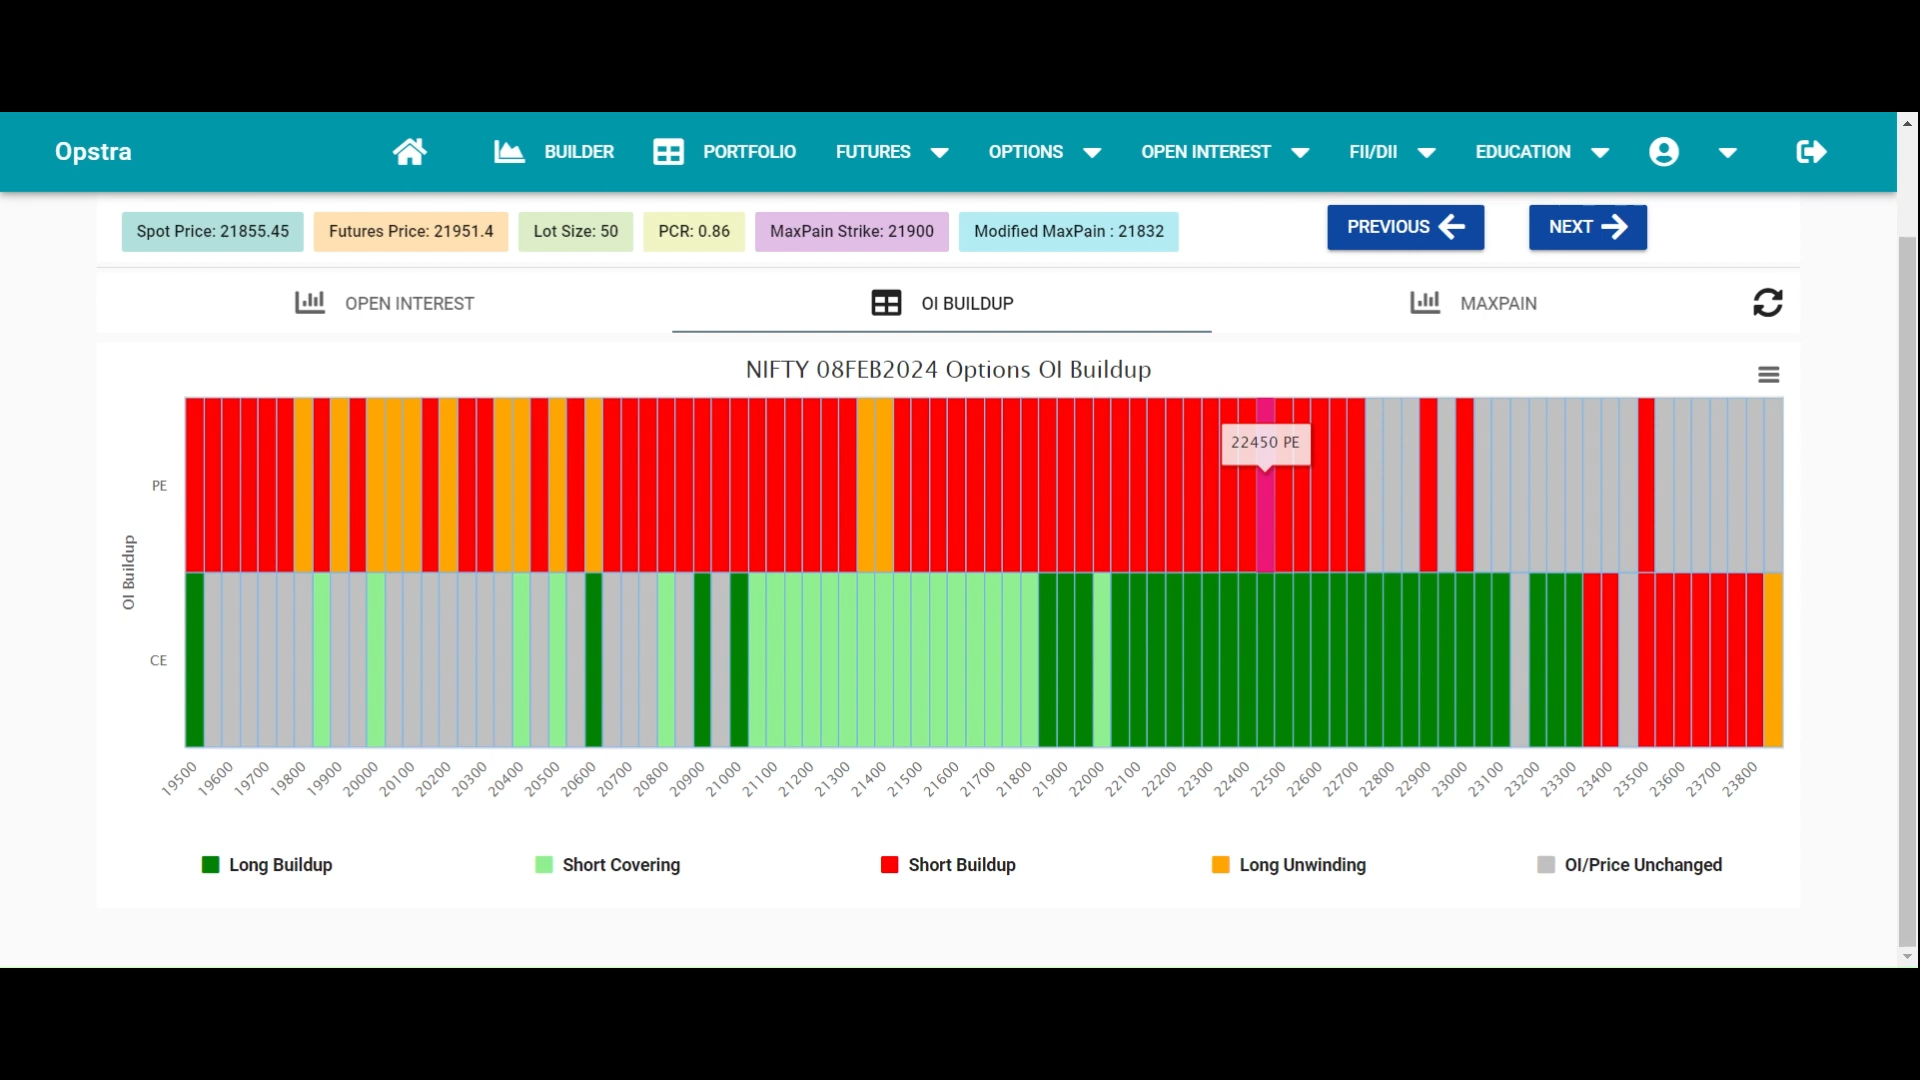 Opstra BUILDER PORTFOLIO FUTURES OPTIONS OPEN INTEREST FII/DII EDUCATION
Spot Price: 21855.45 Futures Price: 21951.4 Lot Size: 50 PCR: 0.86 MaxPain Strike: 21900 Modified MaxPain : 21832 PREVIOUS NEXT
OPEN INTEREST OI BUILDUP MAXPAIN
NIFTY 08FEB2024 Options OI Buildup
22450 PE
PE
OI Buildup
CE
19500 19600 19700 19800 19900 20000 20100 20200 20300 20400 20500 20600 20700 20800 20900 21000 21100 21200 21300 21400 21500 21600 21700 21800 21900 22000 22100 22200 22300 22400 22500 22600 22700 22800 22900 23000 23100 23200 23300 23400 23500 23600 23700 23800
Long Buildup Short Covering Short Buildup Long Unwinding OI/Price Unchanged